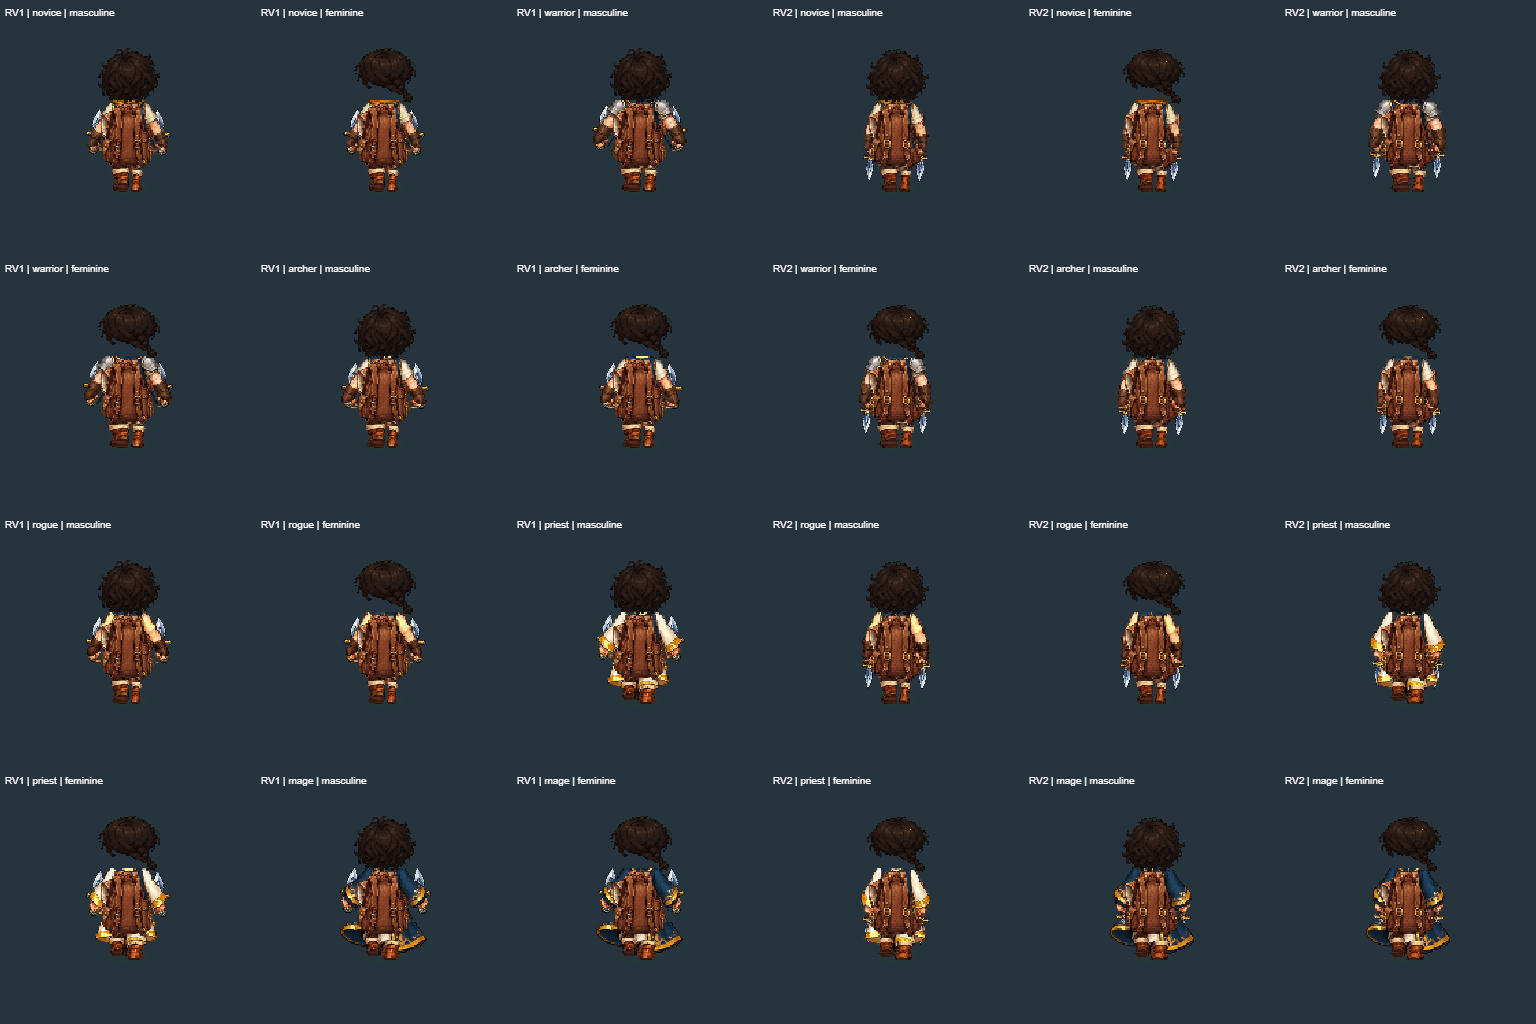 RV1 | novice | masculine
RV1 | novice | feminine
RV1 | warrior | masculine
RV2 | novice | masculine
RV2 | novice | feminine
RV2 | warrior | masculine
RV1 | warrior | feminine
RV1 | archer | masculine
RV1 | archer | feminine
RV2 | warrior | feminine
RV2 | archer | masculine
RV2 | archer | feminine
RV1 | rogue | masculine
RV1 | rogue | feminine
RV1 | priest | masculine
RV2 | rogue | masculine
RV2 | rogue | feminine
RV2 | priest | masculine
RV1 | priest | feminine
RV1 | mage | masculine
RV1 | mage | feminine
RV2 | priest | feminine
RV2 | mage | masculine
RV2 | mage | feminine